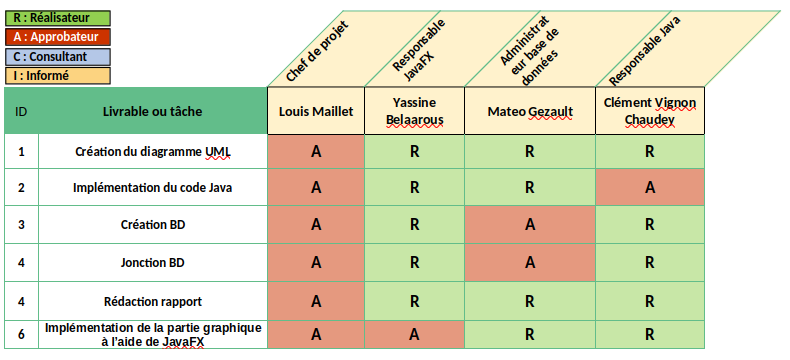 R : Réalisateur
A : Approbateur
C : Consultant
I : Informé
Chef de projet
Responsable
JavaFX
Administrat
eur base de
données
Responsable Java
ID
Livrable ou tâche
Louis Maillet
Yassine
Belaarous
Mateo Gezault
Clément Vignon
Chaudey
1 Création du diagramme UML A R R R
2 Implémentation du code Java A R R A
3 Création BD A R A R
4 Jonction BD A R A R
4 Rédaction rapport A R R R
6 Implémentation de la partie graphique
à l'aide de JavaFX A A R R